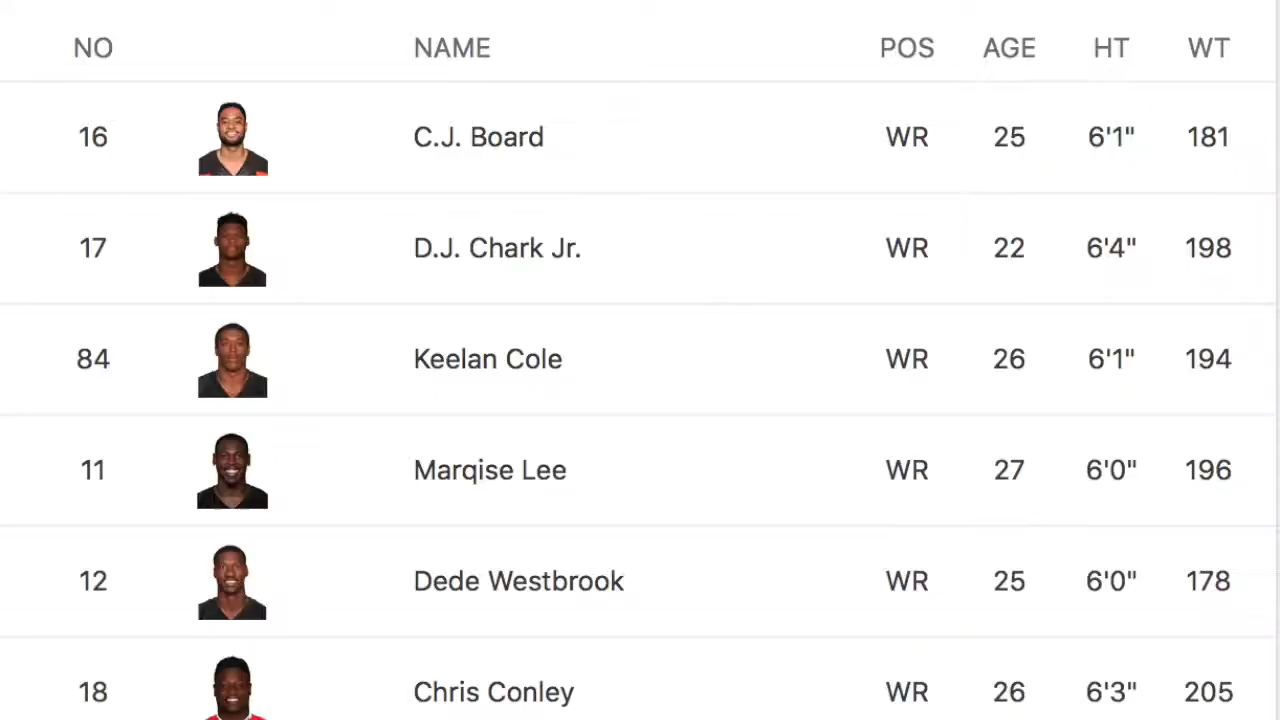 NO NAME POS AGE HT WT
16 C.J. Board WR 25 6'1" 181
17 D.J. Chark Jr. WR 22 6'4" 198
84 Keelan Cole WR 26 6'1" 194
11 Marqise Lee WR 27 6'0" 196
12 Dede Westbrook WR 25 6'0" 178
18 Chris Conley WR 26 6'3" 205